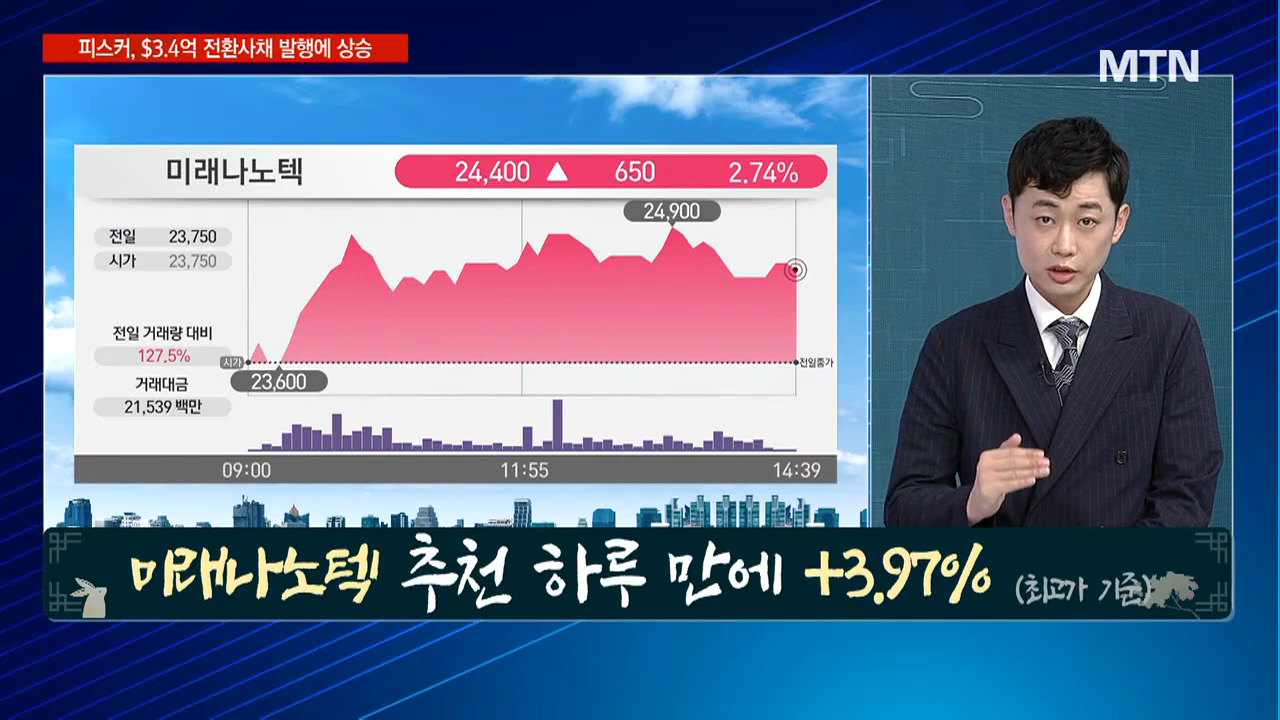 피스커, $3.4억 전환사채 발행에 상승
MTN
미래나노텍 24,400 ▲ 650 2.74%
24,900
전일 23,750
시가 23,750
전일 거래량 대비
127.5%
시가
전일종가
23,600
거래대금
21,539 백만
09:00 11:55 14:39
미래나노텍 추천 하루 만에 +3.97% (최고가 기준)